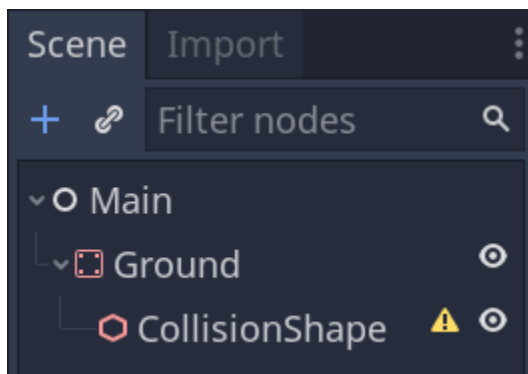 Scene Import
Filter nodes
Main
Ground
CollisionShape